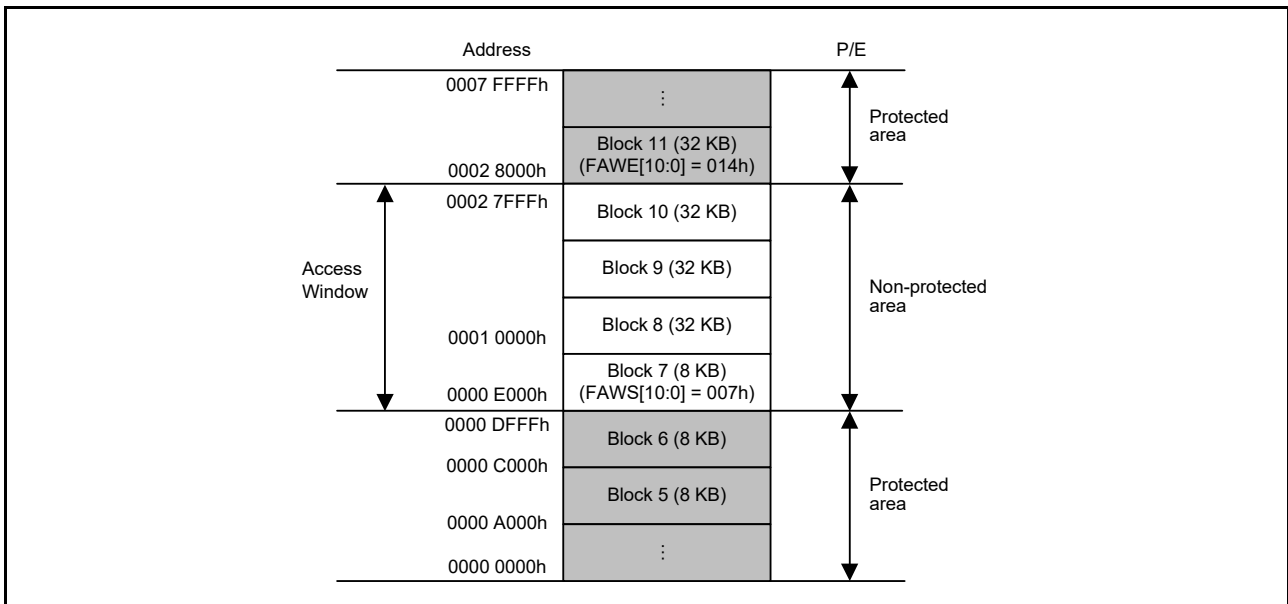 Address
P/E
0007 FFFFh
⋮
Protected
area
Block 11 (32 KB)
(FAWE[10:0] = 014h)
0002 8000h
0002 7FFFh
Block 10 (32 KB)
Access
Window
Block 9 (32 KB)
Non-protected
area
Block 8 (32 KB)
0001 0000h
Block 7 (8 KB)
(FAWS[10:0] = 007h)
0000 E000h
0000 DFFFh
Block 6 (8 KB)
0000 C000h
Block 5 (8 KB)
Protected
area
0000 A000h
⋮
0000 0000h